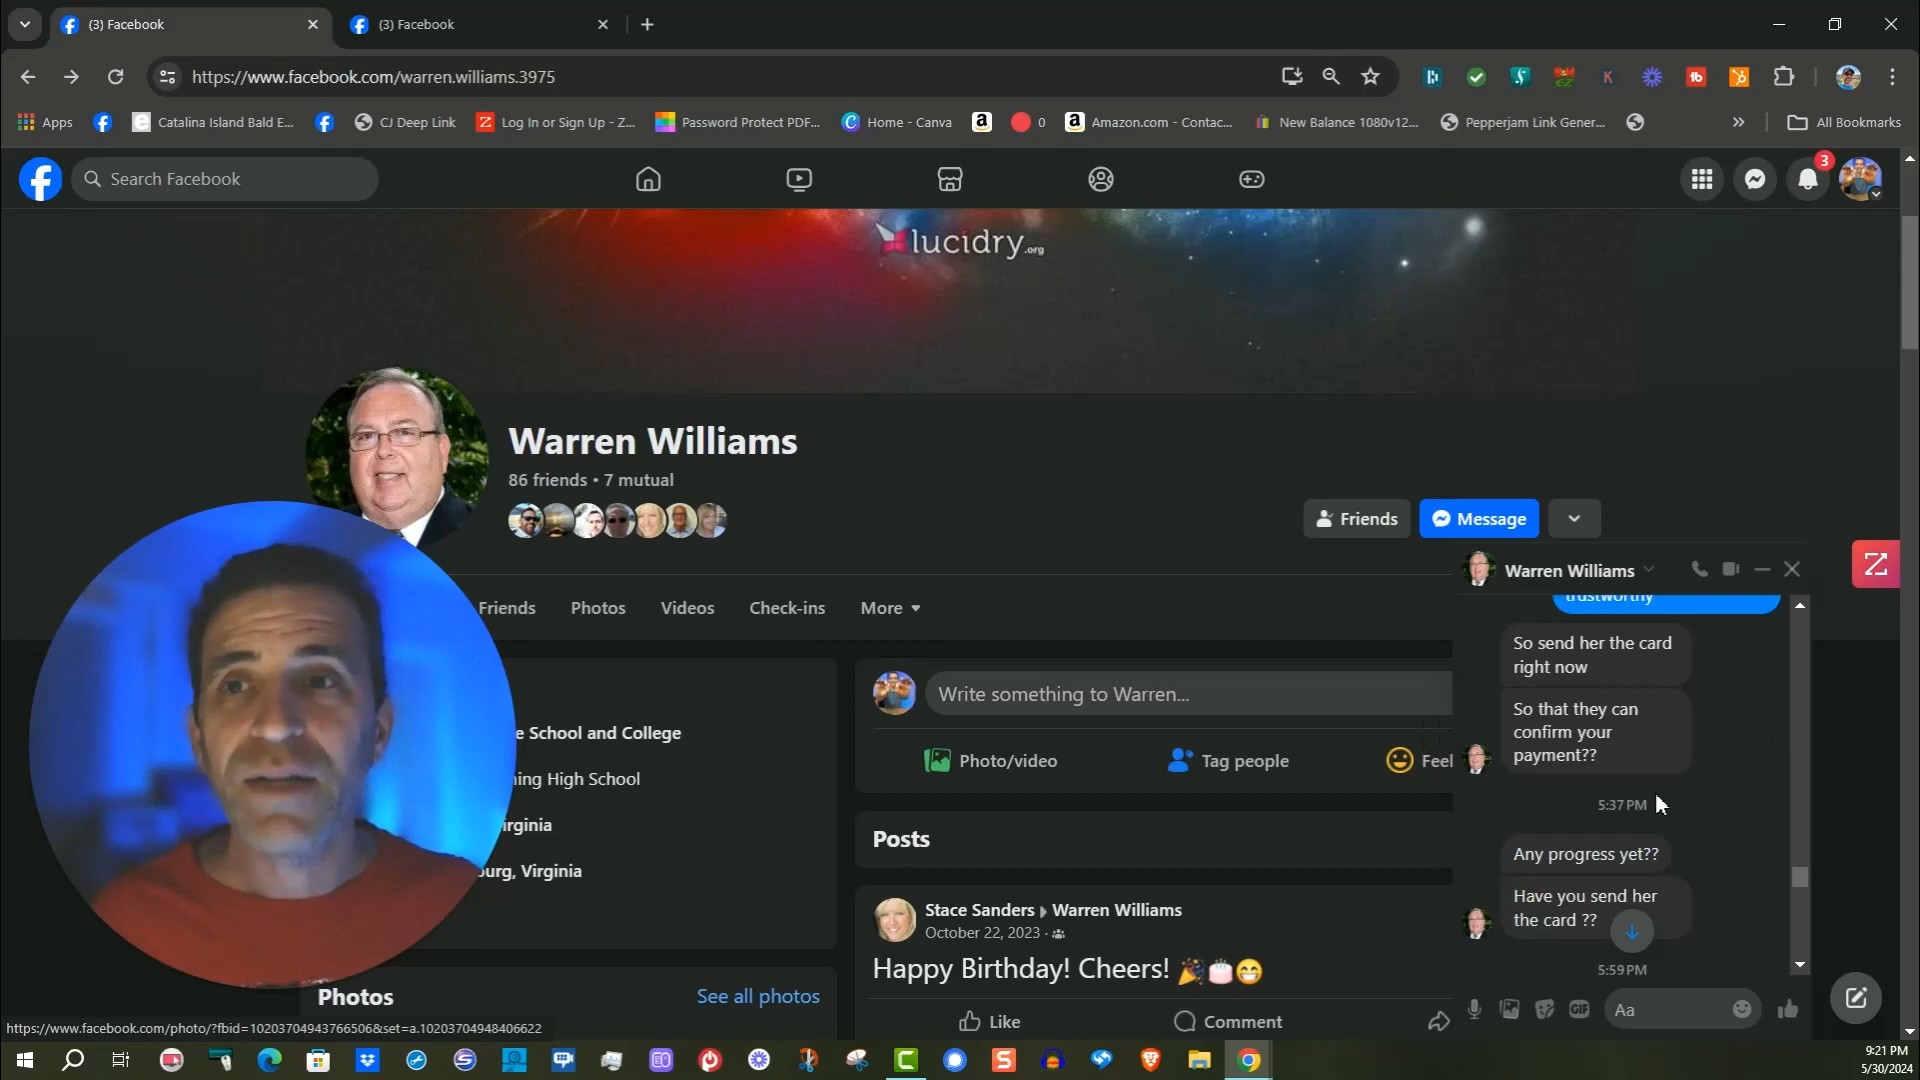 (3) Facebook
(3) Facebook
https://www.facebook.com/warren.williams.3975
Apps
Catalina Island Bald E...
CJ Deep Link
Log In or Sign Up - Z...
Password Protect PDF...
Home - Canva
0
Amazon.com - Contac...
New Balance 1080v12...
Pepperjam Link Gener...
All Bookmarks
Search Facebook
3
lucidry.org
Warren Williams
86 friends • 7 mutual
Friends
Message
Friends
Photos
Videos
Check-ins
More
Warren Williams
trustworthy
So send her the card
right now
So that they can
confirm your
payment??
5:37 PM
Any progress yet??
Have you send her
the card ??
5:59 PM
Aa
e School and College
ning High School
irginia
burg, Virginia
Photos
See all photos
Write something to Warren...
Photo/video
Tag people
Feel
Posts
Stace Sanders ▸ Warren Williams
October 22, 2023 ·
Happy Birthday! Cheers! 🎉🎂😁
Like
Comment
https://www.facebook.com/photo/?fbid=10203704943766506&set=a.10203704948406622
9:21 PM
5/30/2024